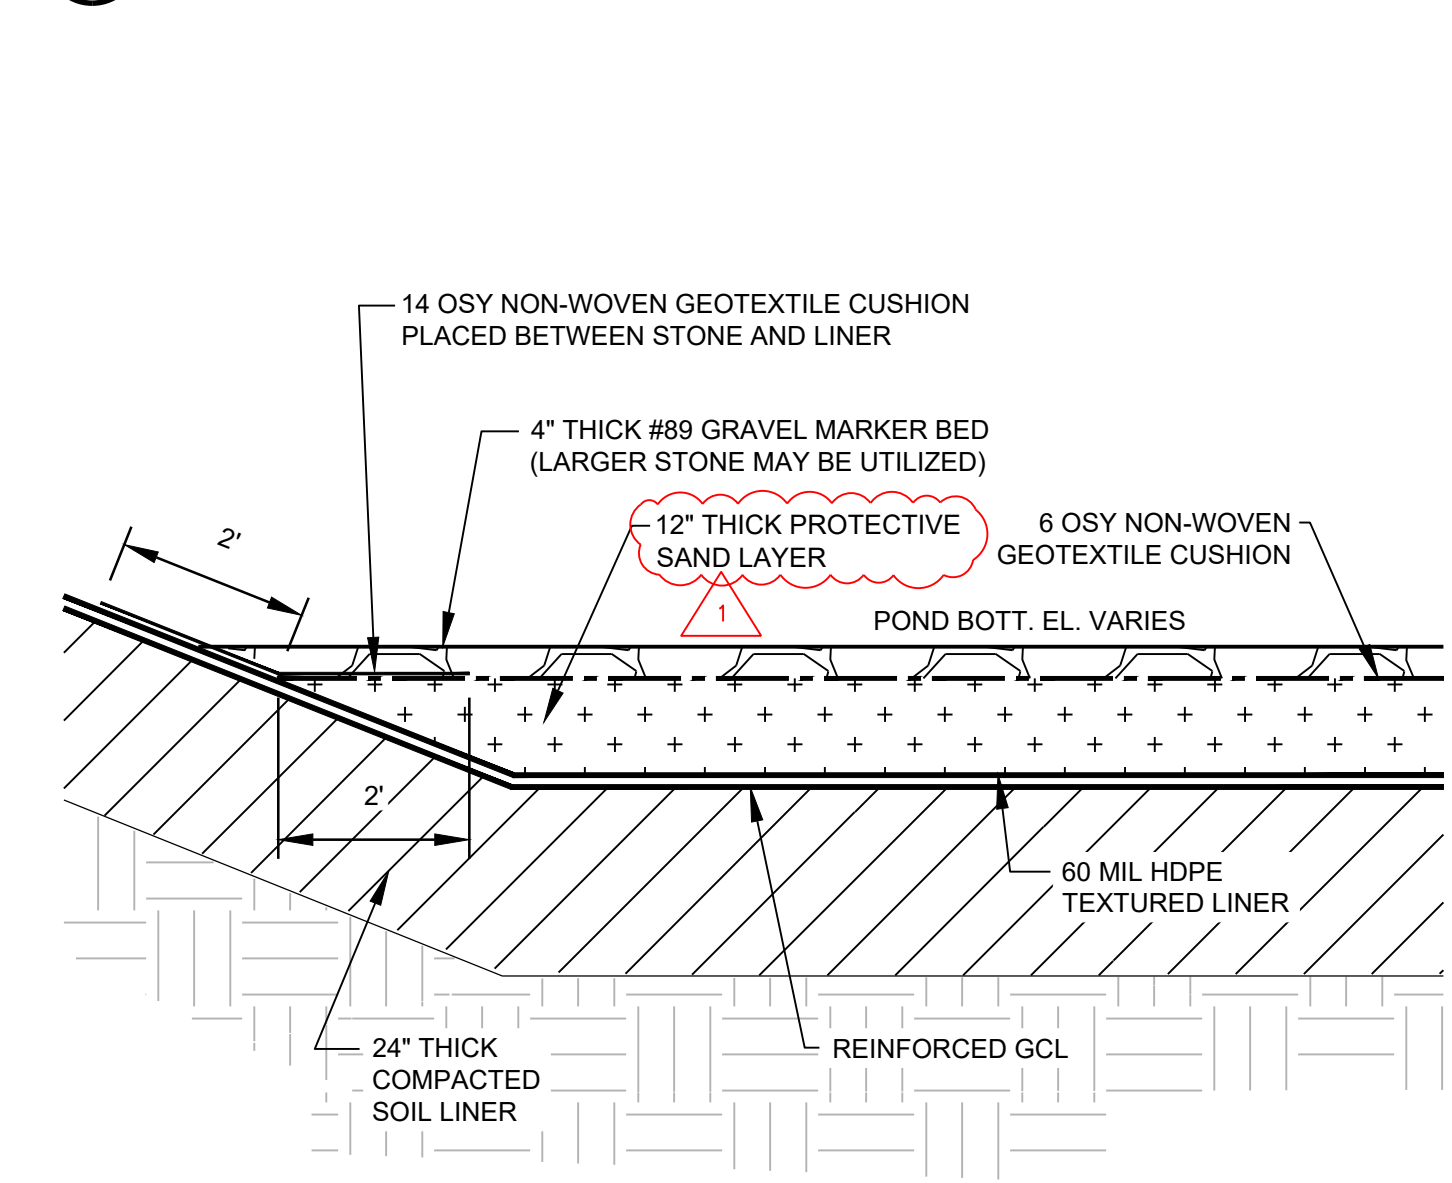 14 OSY NON-WOVEN GEOTEXTILE CUSHION
PLACED BETWEEN STONE AND LINER
4" THICK #89 GRAVEL MARKER BED
(LARGER STONE MAY BE UTILIZED)
12" THICK PROTECTIVE
SAND LAYER
1
6 OSY NON-WOVEN
GEOTEXTILE CUSHION
POND BOTT. EL. VARIES
2'
2'
60 MIL HDPE
TEXTURED LINER
REINFORCED GCL
24" THICK
COMPACTED
SOIL LINER